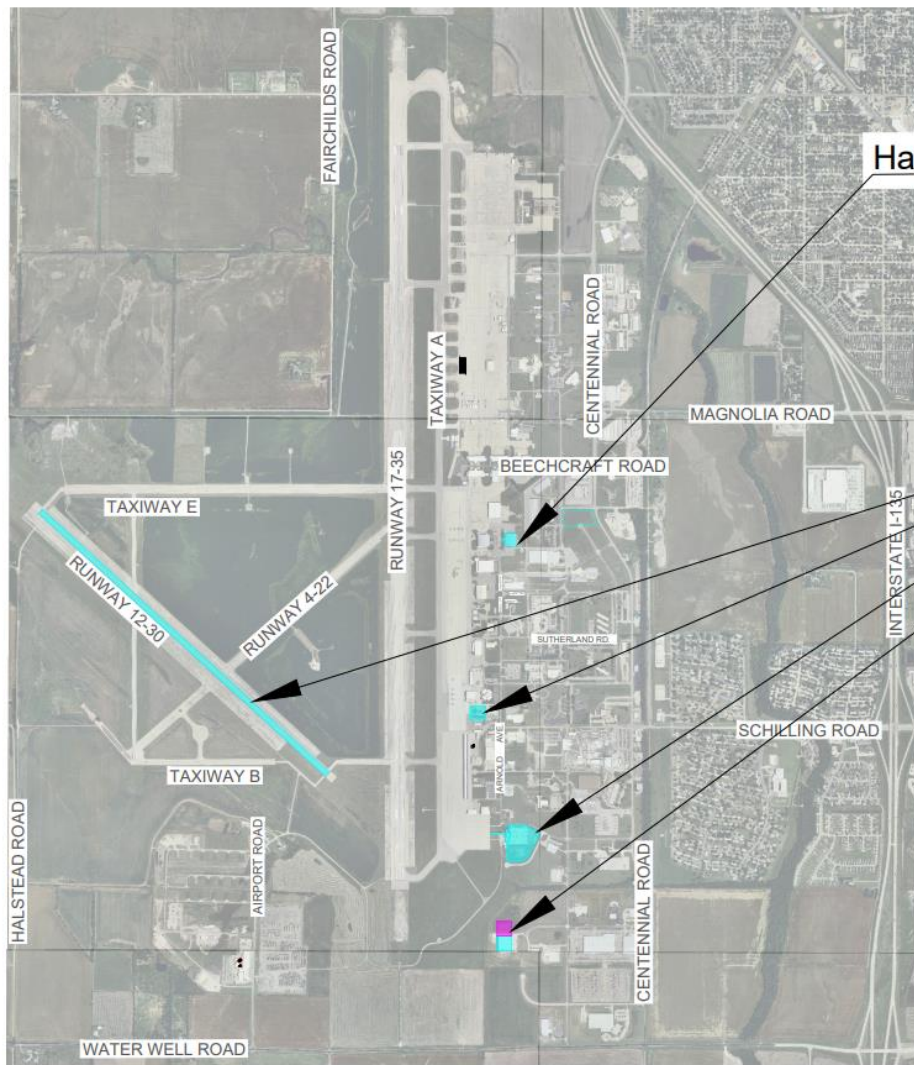 FAIRCHILDS ROAD
Ha
CENTENNIAL ROAD
TAXIWAY A
MAGNOLIA ROAD
BEECHCRAFT ROAD
RUNWAY 17-35
TAXIWAY E
INTERSTATE I-135
RUNWAY 12-30
RUNWAY 4-22
SUTHERLAND RD.
SCHILLING ROAD
ARNOLD AVE
TAXIWAY B
HALSTEAD ROAD
AIRPORT ROAD
CENTENNIAL ROAD
WATER WELL ROAD